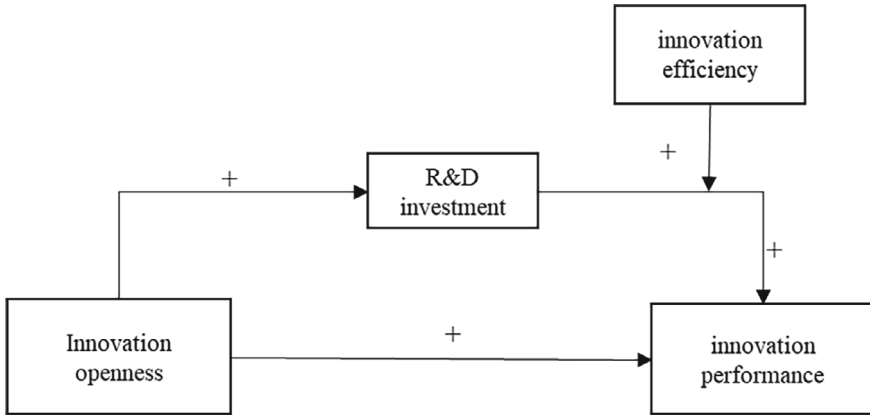 innovation
efficiency
+
+
R&D
investment
+
Innovation
openness
+
innovation
performance